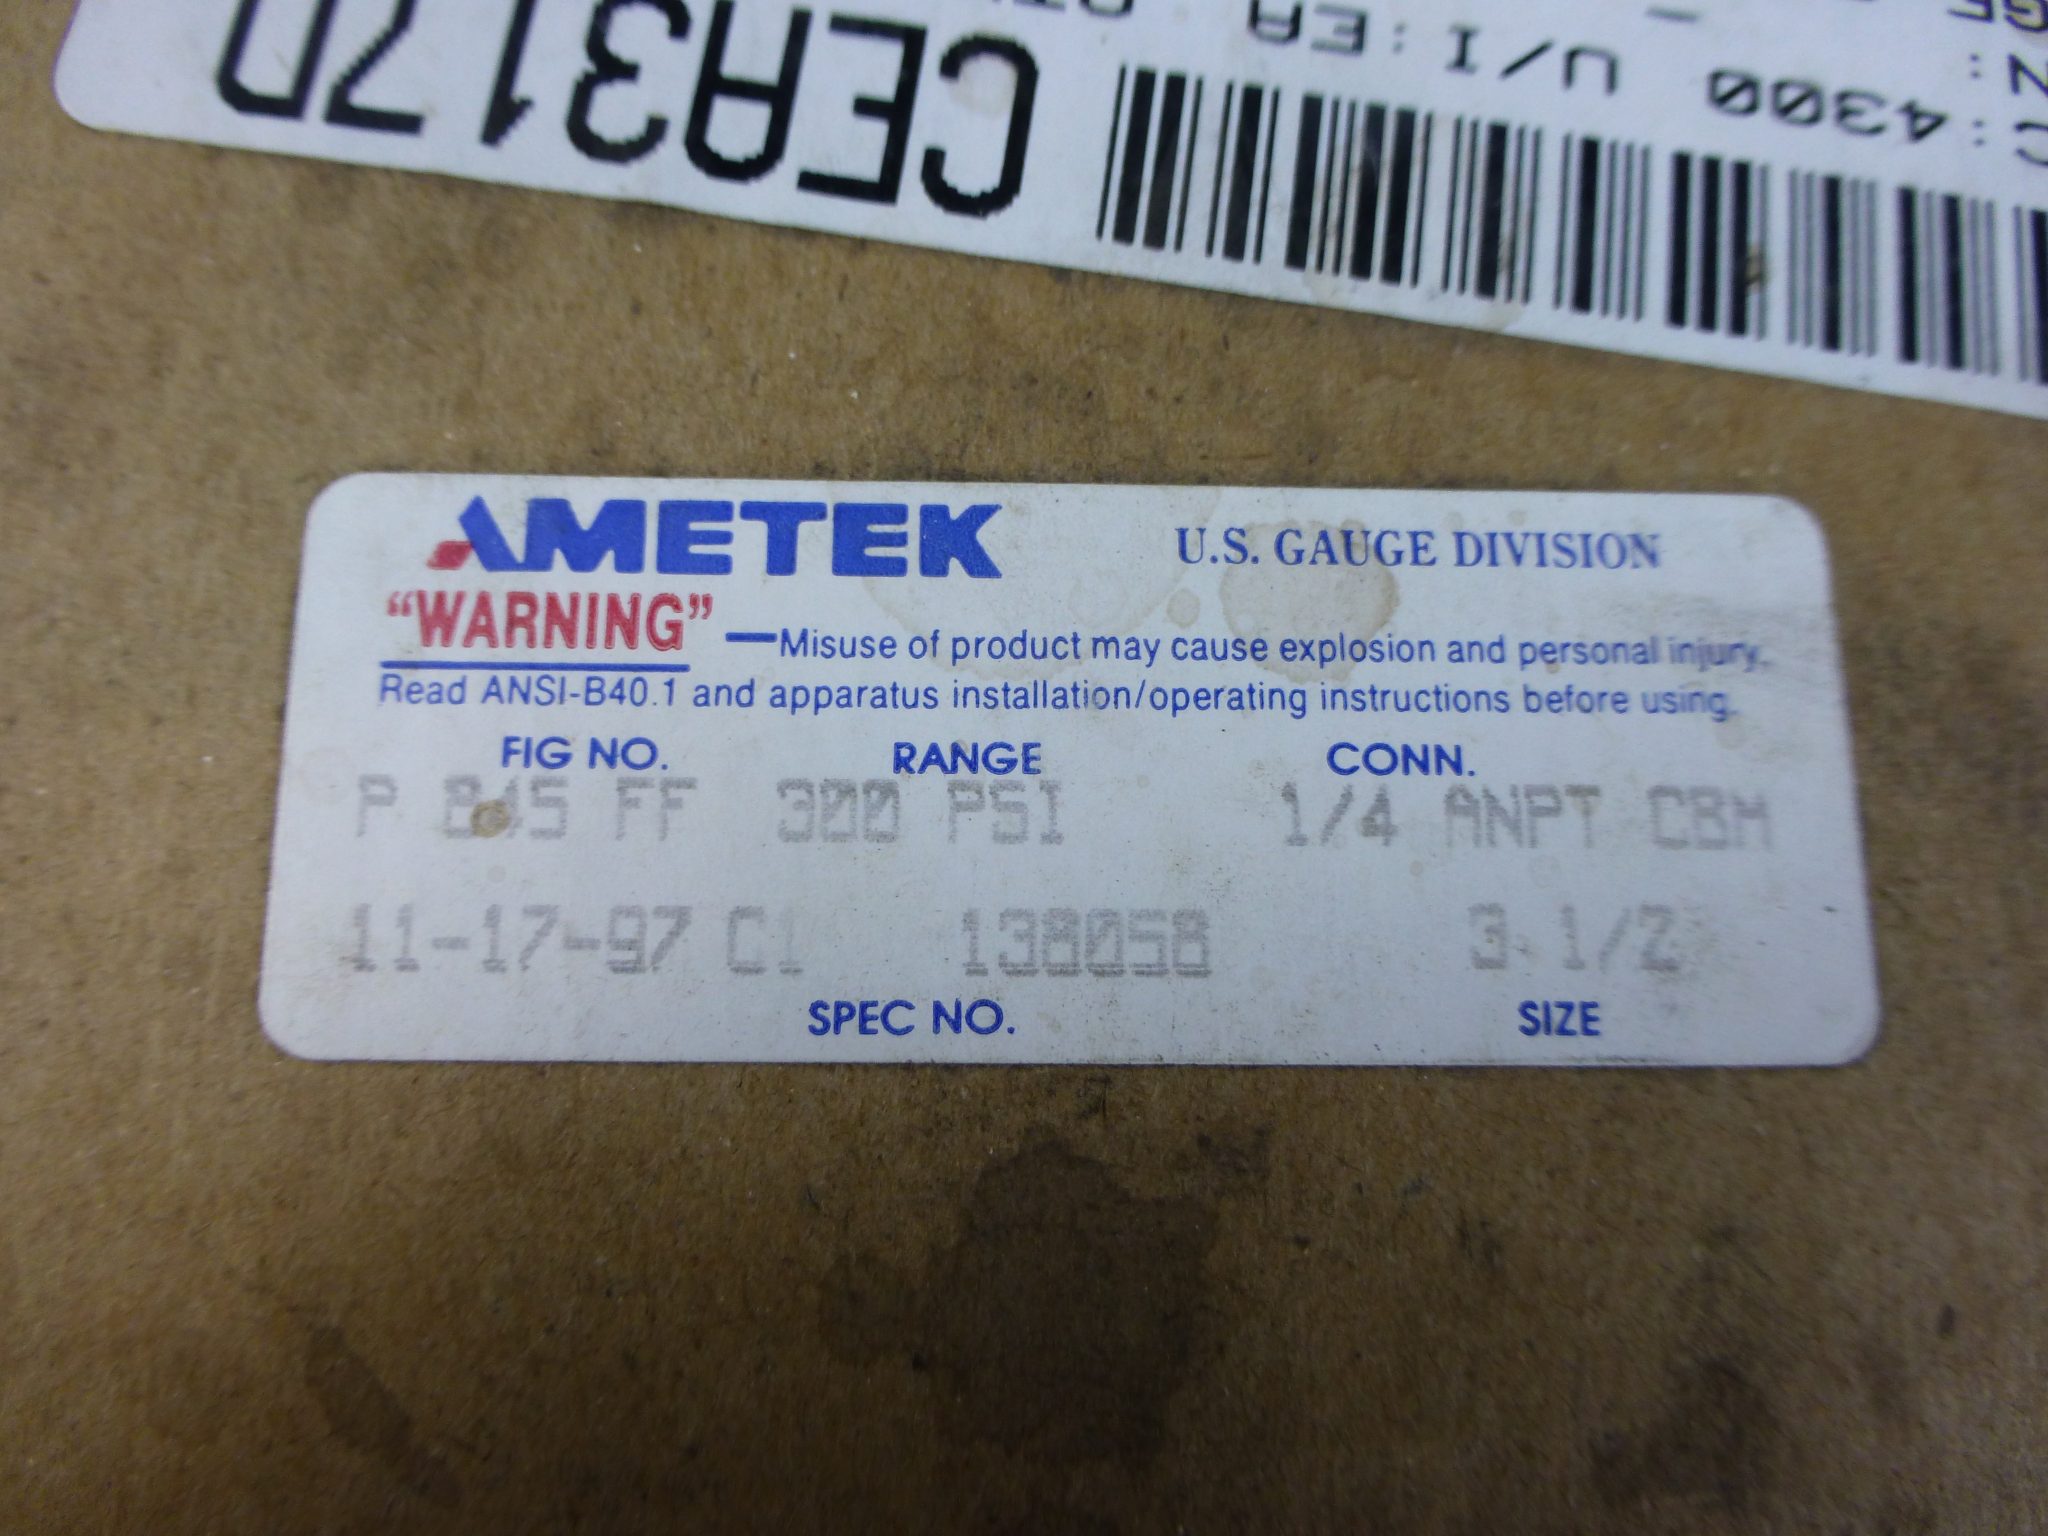 CEA317D
C:4300 U/I:EA
AMETEK U.S. GAUGE DIVISION
"WARNING" —Misuse of product may cause explosion and personal injury.
Read ANSI-B40.1 and apparatus installation/operating instructions before using.
FIG NO. RANGE CONN.
P 845 FF 300 PSI 1/4 ANPT CBM
11-17-97 C1 138058 3 1/2
SPEC NO. SIZE